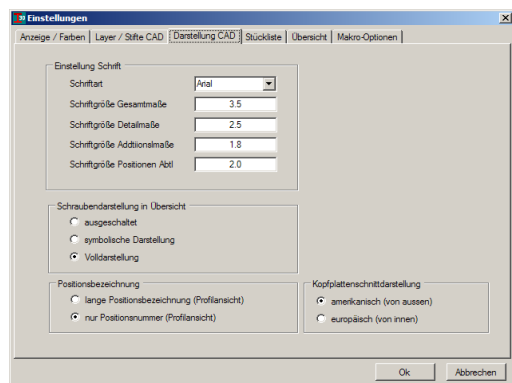 Einstellungen
Anzeige / Farben Layer / Stifte CAD Darstellung CAD Stückliste Übersicht Makro-Optionen
Einstellung Schrift
Schriftart Arial
Schriftgröße Gesamtmaße 3.5
Schriftgröße Detailmaße 2.5
Schriftgröße Addtiionslmaße 1.8
Schriftgröße Positionen Abtl 2.0
Schraubendarstellung in Übersicht
ausgeschaltet
symbolische Darstellung
Volldarstellung
Positionsbezeichnung
lange Positionsbezeichnung (Profilansicht)
nur Positionsnummer (Profilansicht)
Kopfplattenschnittdarstellung
amerikanisch (von aussen)
europäisch (von innen)
Ok Abbrechen